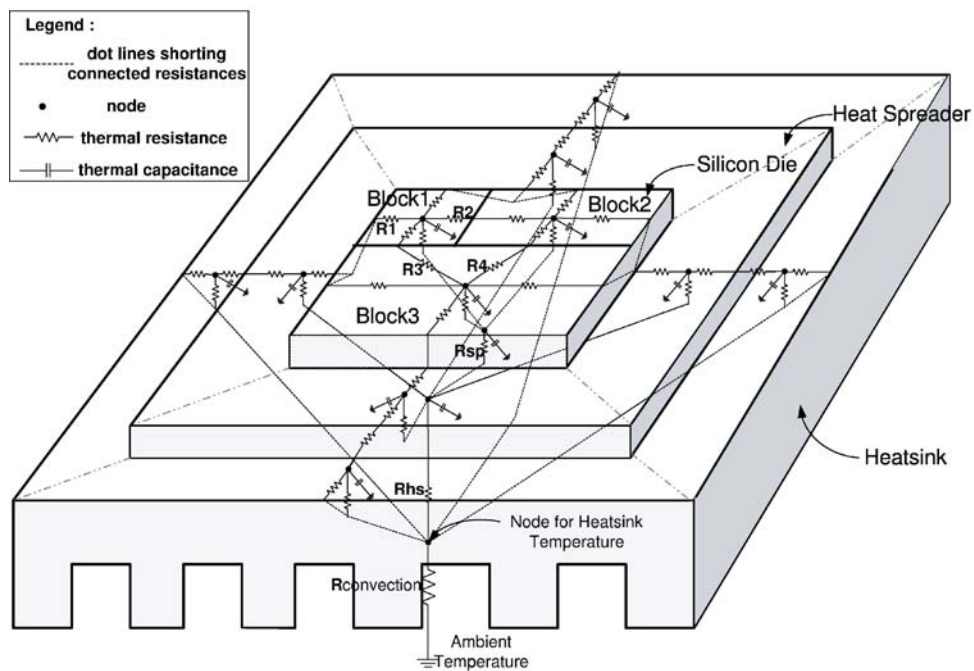 Legend :
dot lines shorting
connected resistances
node
thermal resistance
thermal capacitance
Heat Spreader
Silicon Die
Block1
R2
Block2
R1
R3
R4
Block3
Rsp
Heatsink
Rhs
Node for Heatsink
Temperature
Rconvection
Ambient
Temperature